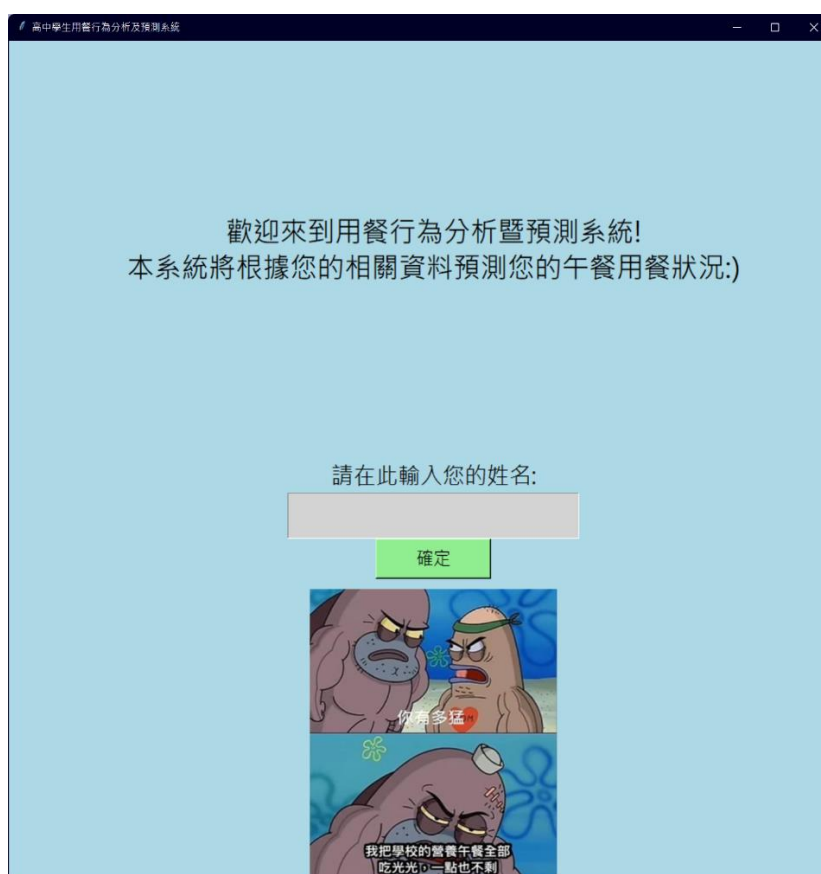 高中學生用餐行為分析及預測系統
歡迎來到用餐行為分析暨預測系統!
本系統將根據您的相關資料預測您的午餐用餐狀況:)
請在此輸入您的姓名:
確定
你有多猛
我把學校的營養午餐全部
吃光光 一點也不剩